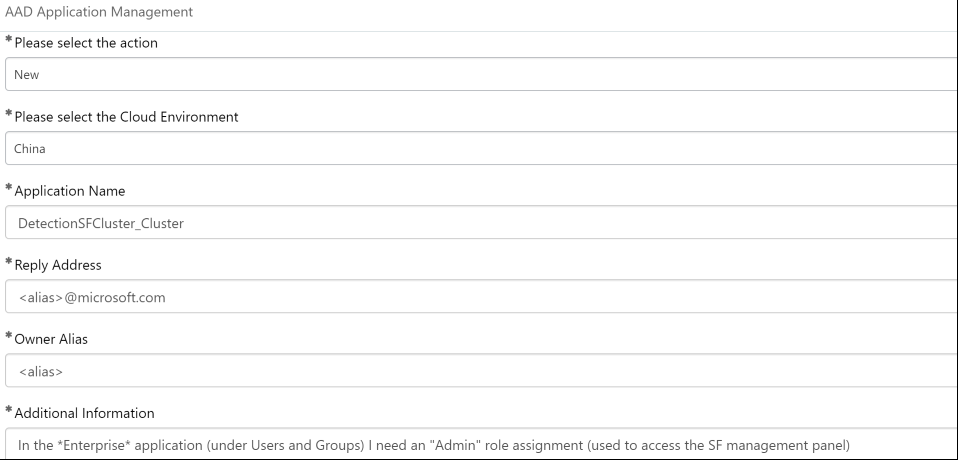 AAD Application Management
*Please select the action
New
*Please select the Cloud Environment
China
*Application Name
DetectionSFCluster_Cluster
*Reply Address
<alias>@microsoft.com
*Owner Alias
<alias>
*Additional Information
In the *Enterprise* application (under Users and Groups) I need an "Admin" role assignment (used to access the SF management panel)